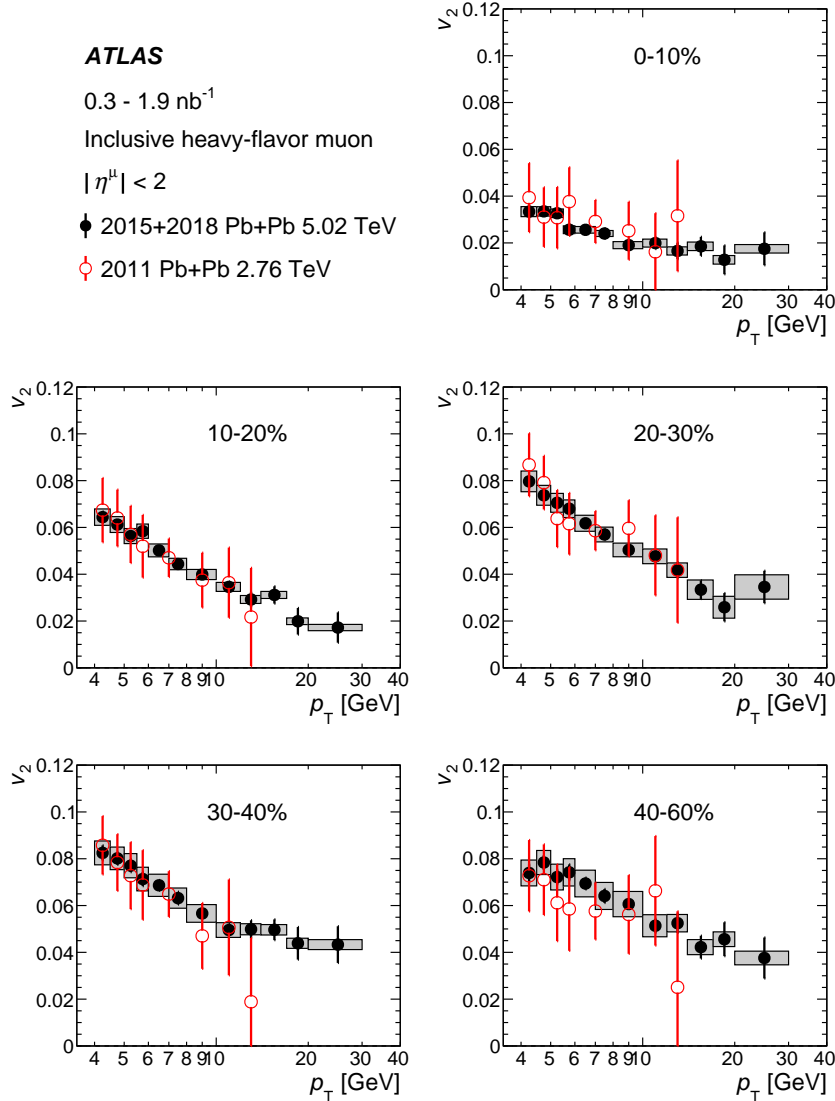 ATLAS
0.3 - 1.9 nb⁻¹
Inclusive heavy-flavor muon
|η^μ| < 2
2015+2018 Pb+Pb 5.02 TeV
2011 Pb+Pb 2.76 TeV
v₂
0.12
0.1
0.08
0.06
0.04
0.02
0
0-10%
4 5 6 7 8 9 10 20 30 40
p_T [GeV]
v₂
0.12
0.1
0.08
0.06
0.04
0.02
0
10-20%
4 5 6 7 8 9 10 20 30 40
p_T [GeV]
v₂
0.12
0.1
0.08
0.06
0.04
0.02
0
20-30%
4 5 6 7 8 9 10 20 30 40
p_T [GeV]
v₂
0.12
0.1
0.08
0.06
0.04
0.02
0
30-40%
4 5 6 7 8 9 10 20 30 40
p_T [GeV]
v₂
0.12
0.1
0.08
0.06
0.04
0.02
0
40-60%
4 5 6 7 8 9 10 20 30 40
p_T [GeV]